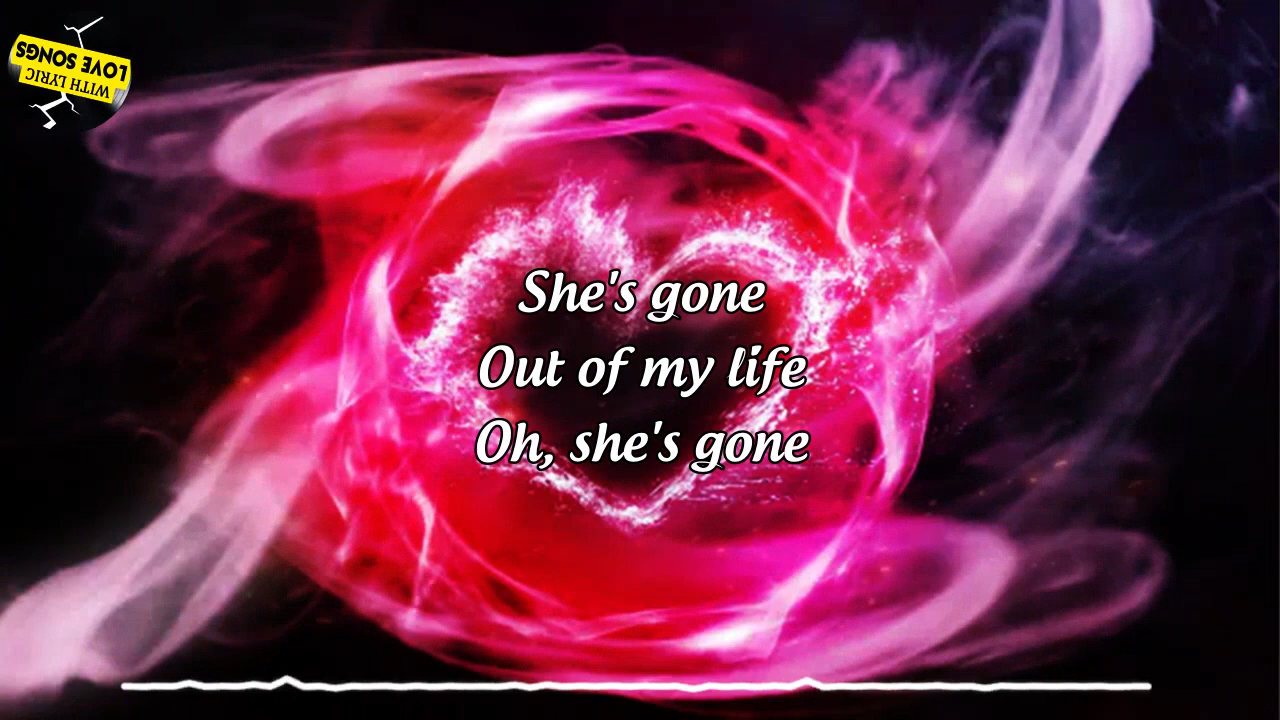 LOVE SONGS
WITH LYRIC
She's gone
Out of my life
Oh, she's gone